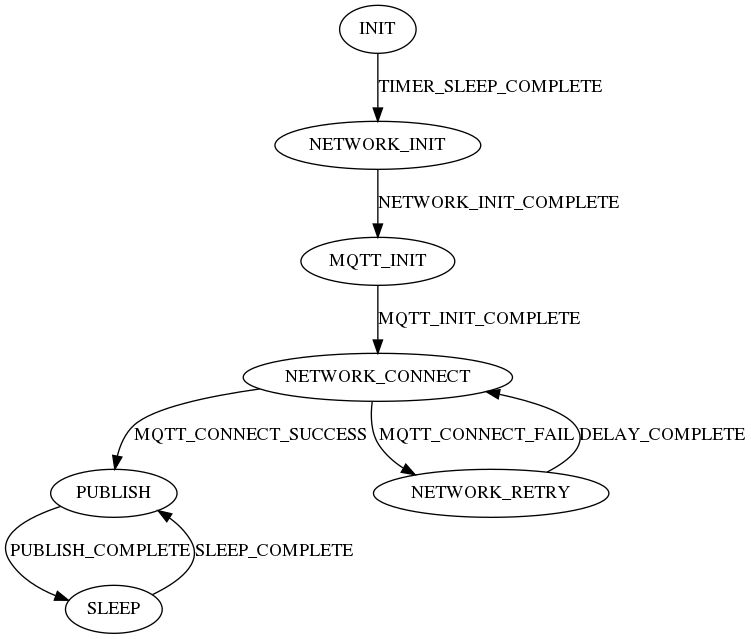 INIT
TIMER_SLEEP_COMPLETE
NETWORK_INIT
NETWORK_INIT_COMPLETE
MQTT_INIT
MQTT_INIT_COMPLETE
NETWORK_CONNECT
MQTT_CONNECT_SUCCESS
MQTT_CONNECT_FAIL
DELAY_COMPLETE
PUBLISH
NETWORK_RETRY
PUBLISH_COMPLETE
SLEEP_COMPLETE
SLEEP